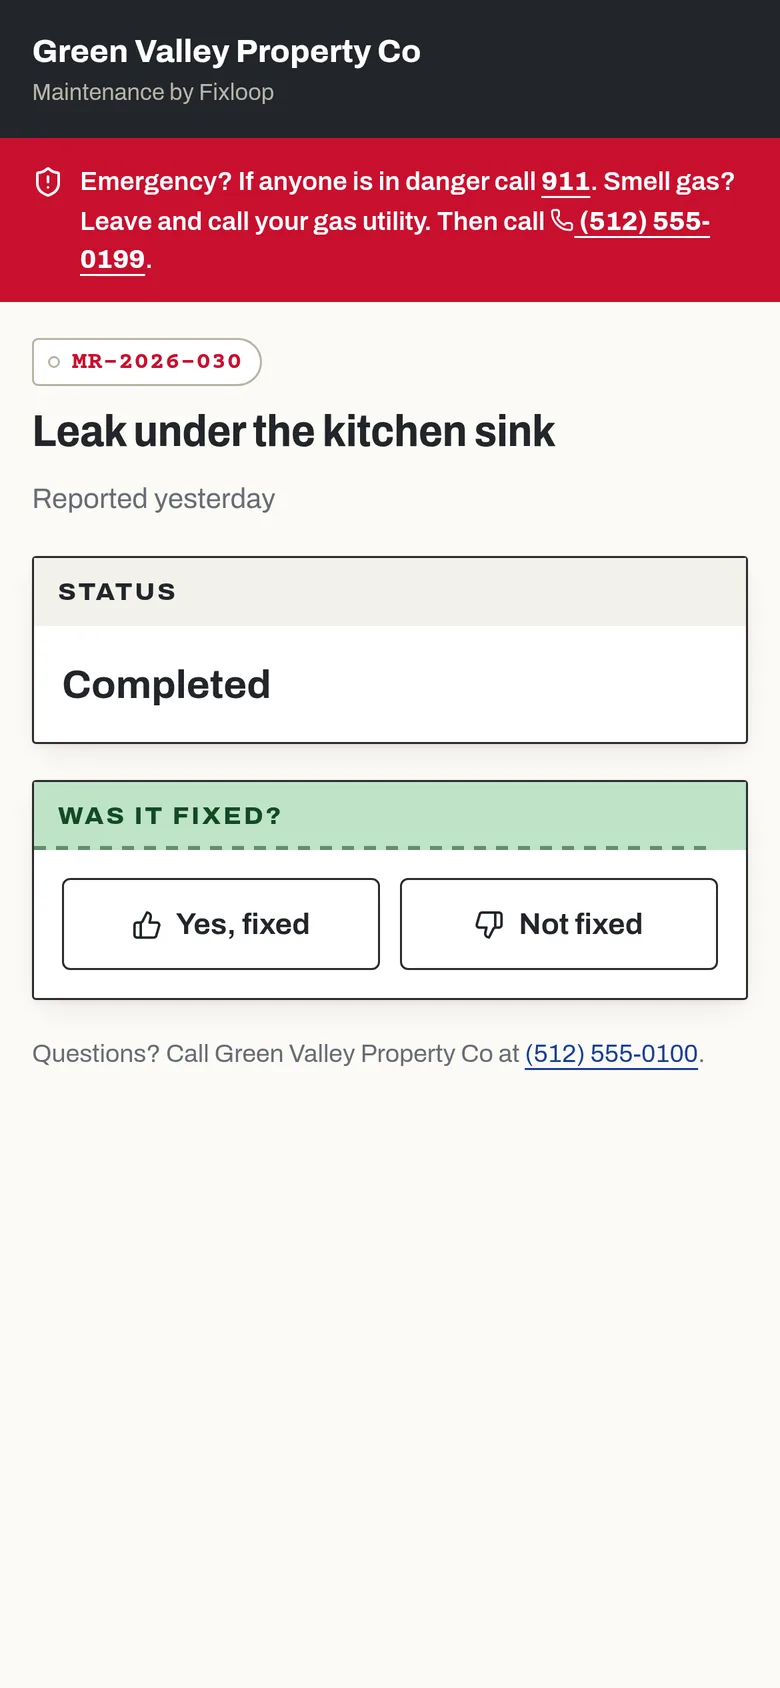 Green Valley Property Co
Maintenance by Fixloop
Emergency? If anyone is in danger call 911. Smell gas?
Leave and call your gas utility. Then call (512) 555-
0199.
MR-2026-030
Leak under the kitchen sink
Reported yesterday
STATUS
Completed
WAS IT FIXED?
Yes, fixed
Not fixed
Questions? Call Green Valley Property Co at (512) 555-0100.